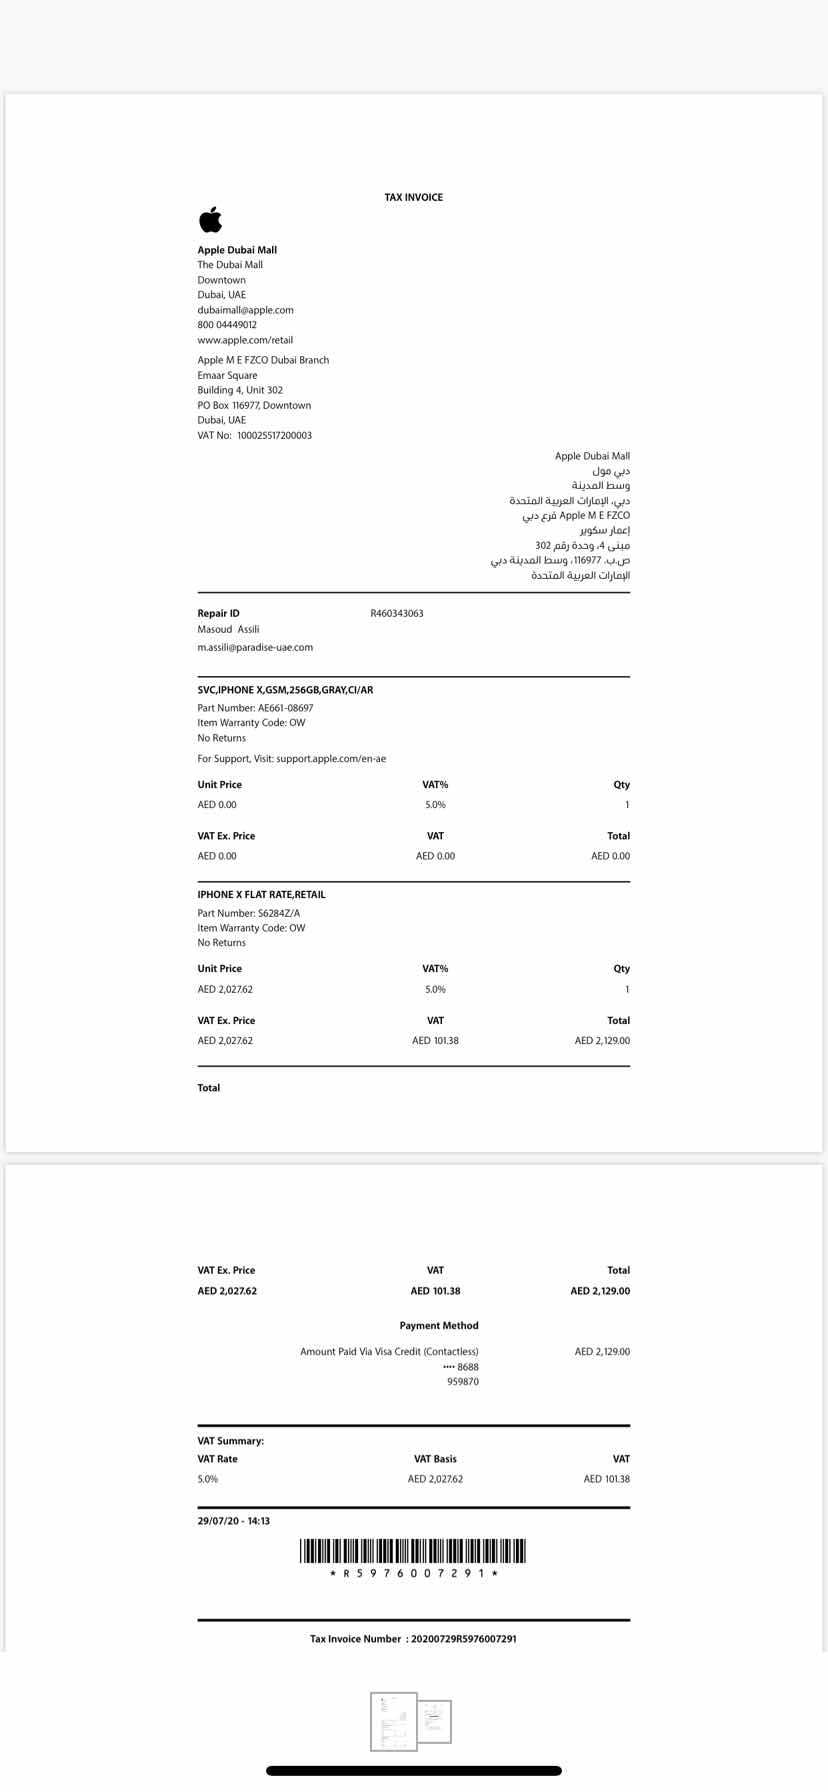 TAX INVOICE
Apple Dubai Mall
The Dubai Mall
Downtown
Dubai, UAE
dubaimall@apple.com
800 04449012
www.apple.com/retail
Apple M E FZCO Dubai Branch
Emaar Square
Building 4, Unit 302
PO Box 116977, Downtown
Dubai, UAE
VAT No: 100025517200003
Apple Dubai Mall
دبي مول
وسط المدينة
دبي، الإمارات العربية المتحدة
Apple M E FZCO فرع دبي
إعمار سكوير
مبنى 4، وحدة رقم 302
ص.ب. 116977، وسط المدينة دبي
الإمارات العربية المتحدة
Repair ID R460343063
Masoud Assili
m.assili@paradise-uae.com
SVC,IPHONE X,GSM,256GB,GRAY,CI/AR
Part Number: AE661-08697
Item Warranty Code: OW
No Returns
For Support, Visit: support.apple.com/en-ae
Unit Price VAT% Qty
AED 0.00 5.0% 1
VAT Ex. Price VAT Total
AED 0.00 AED 0.00 AED 0.00
IPHONE X FLAT RATE,RETAIL
Part Number: S6284Z/A
Item Warranty Code: OW
No Returns
Unit Price VAT% Qty
AED 2,027.62 5.0% 1
VAT Ex. Price VAT Total
AED 2,027.62 AED 101.38 AED 2,129.00
Total
VAT Ex. Price VAT Total
AED 2,027.62 AED 101.38 AED 2,129.00
Payment Method
Amount Paid Via Visa Credit (Contactless) AED 2,129.00
•••• 8688
959870
VAT Summary:
VAT Rate VAT Basis VAT
5.0% AED 2,027.62 AED 101.38
29/07/20 - 14:13
* R 5 9 7 6 0 0 7 2 9 1 *
Tax Invoice Number : 20200729R5976007291